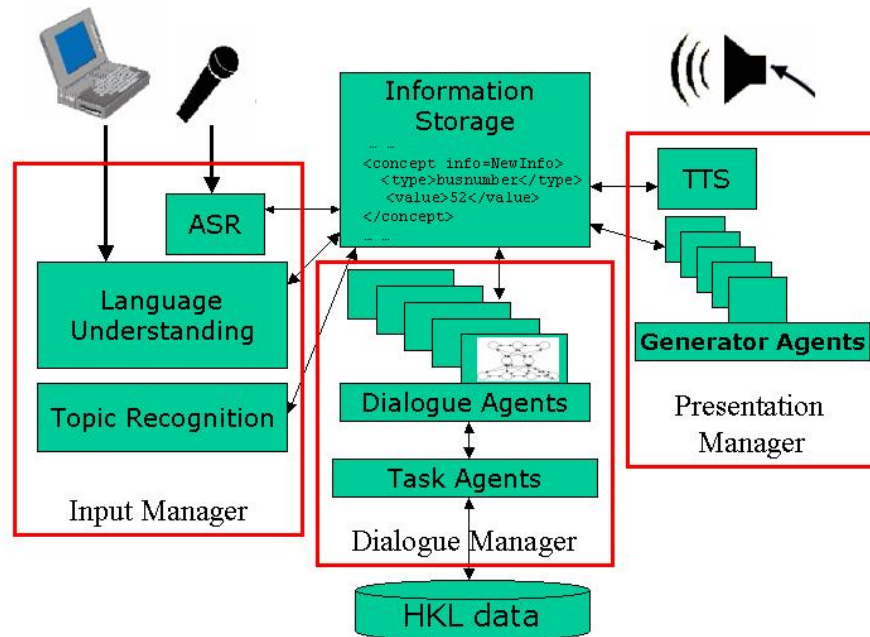 Information
Storage
… …
<concept info=NewInfo>
<type>busnumber</type>
<value>52</value>
</concept>
… …
ASR
Language
Understanding
Topic Recognition
Input Manager
Dialogue Agents
Task Agents
Dialogue Manager
HKL data
TTS
Generator Agents
Presentation
Manager